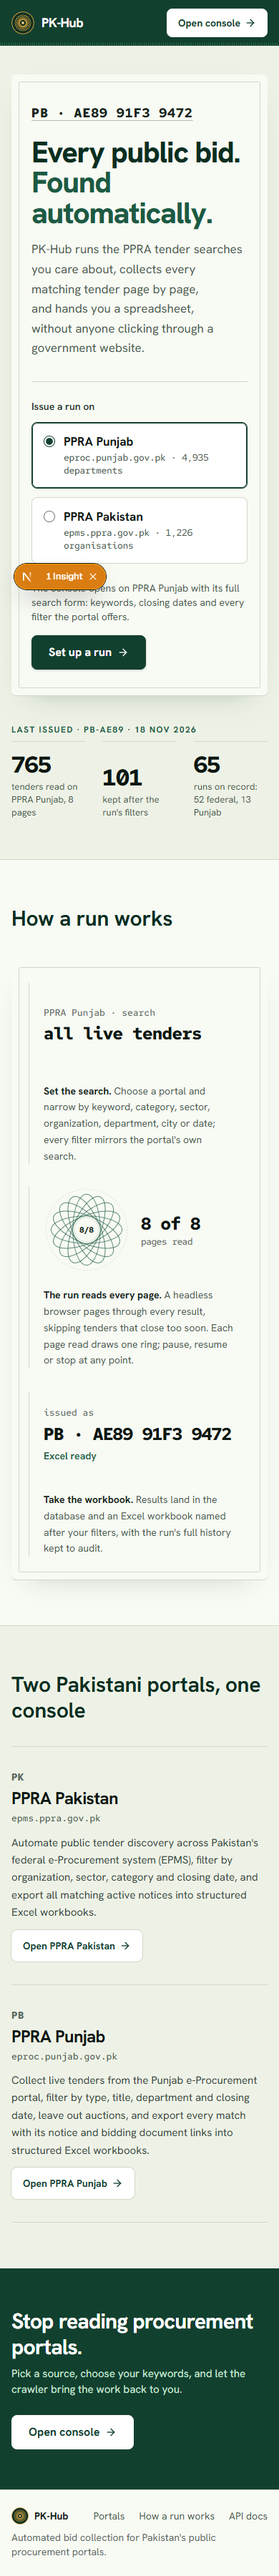 PK-Hub
Open console →
PB · AE89 91F3 9472
Every public bid.
Found
automatically.
PK-Hub runs the PPRA tender searches
you care about, collects every
matching tender page by page,
and hands you a spreadsheet,
without anyone clicking through a
government website.
Issue a run on
PPRA Punjab
eproc.punjab.gov.pk · 4,935
departments
PPRA Pakistan
epms.ppra.gov.pk · 1,226
organisations
1 Insight ×
opens on PPRA Punjab with its full
search form: keywords, closing dates and every
filter the portal offers.
Set up a run →
LAST ISSUED · PB-AE89 · 18 NOV 2026
765
tenders read on
PPRA Punjab, 8
pages
101
kept after the
run's filters
65
runs on record:
52 federal, 13
Punjab
How a run works
PPRA Punjab · search
all live tenders
Set the search. Choose a portal and
narrow by keyword, category, sector,
organization, department, city or date;
every filter mirrors the portal's own
search.
8/8
8 of 8
pages read
The run reads every page. A headless
browser pages through every result,
skipping tenders that close too soon. Each
page read draws one ring; pause, resume
or stop at any point.
issued as
PB · AE89 91F3 9472
Excel ready
Take the workbook. Results land in the
database and an Excel workbook named
after your filters, with the run's full history
kept to audit.
Two Pakistani portals, one
console
PK
PPRA Pakistan
epms.ppra.gov.pk
Automate public tender discovery across Pakistan's
federal e-Procurement system (EPMS), filter by
organization, sector, category and closing date, and
export all matching active notices into structured
Excel workbooks.
Open PPRA Pakistan →
PB
PPRA Punjab
eproc.punjab.gov.pk
Collect live tenders from the Punjab e-Procurement
portal, filter by type, title, department and closing
date, leave out auctions, and export every match
with its notice and bidding document links into
structured Excel workbooks.
Open PPRA Punjab →
Stop reading procurement
portals.
Pick a source, choose your keywords, and let the
crawler bring the work back to you.
Open console →
PK-Hub
Portals
How a run works
API docs
Automated bid collection for Pakistan's public
procurement portals.